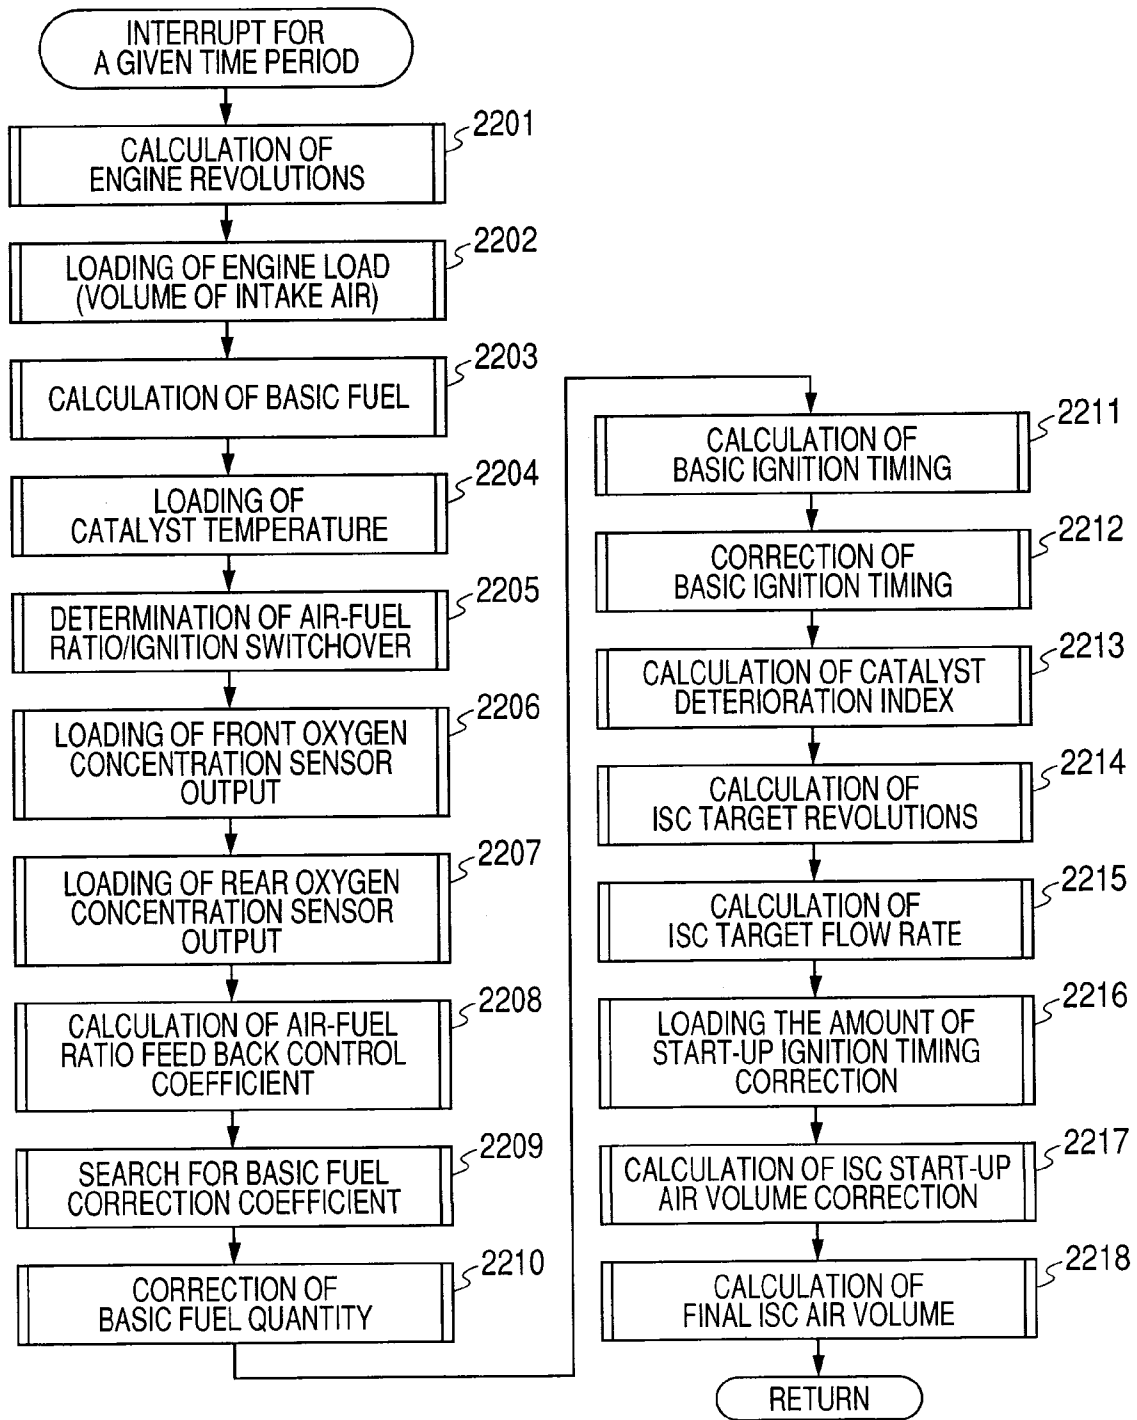 INTERRUPT FOR
A GIVEN TIME PERIOD
2201
CALCULATION OF
ENGINE REVOLUTIONS
2202
LOADING OF ENGINE LOAD
(VOLUME OF INTAKE AIR)
2203
CALCULATION OF BASIC FUEL
2204
LOADING OF
CATALYST TEMPERATURE
2205
DETERMINATION OF AIR-FUEL
RATIO/IGNITION SWITCHOVER
2206
LOADING OF FRONT OXYGEN
CONCENTRATION SENSOR
OUTPUT
2207
LOADING OF REAR OXYGEN
CONCENTRATION SENSOR
OUTPUT
2208
CALCULATION OF AIR-FUEL
RATIO FEED BACK CONTROL
COEFFICIENT
2209
SEARCH FOR BASIC FUEL
CORRECTION COEFFICIENT
2210
CORRECTION OF
BASIC FUEL QUANTITY
2211
CALCULATION OF
BASIC IGNITION TIMING
2212
CORRECTION OF
BASIC IGNITION TIMING
2213
CALCULATION OF CATALYST
DETERIORATION INDEX
2214
CALCULATION OF
ISC TARGET REVOLUTIONS
2215
CALCULATION OF
ISC TARGET FLOW RATE
2216
LOADING THE AMOUNT OF
START-UP IGNITION TIMING
CORRECTION
2217
CALCULATION OF ISC START-UP
AIR VOLUME CORRECTION
2218
CALCULATION OF
FINAL ISC AIR VOLUME
RETURN